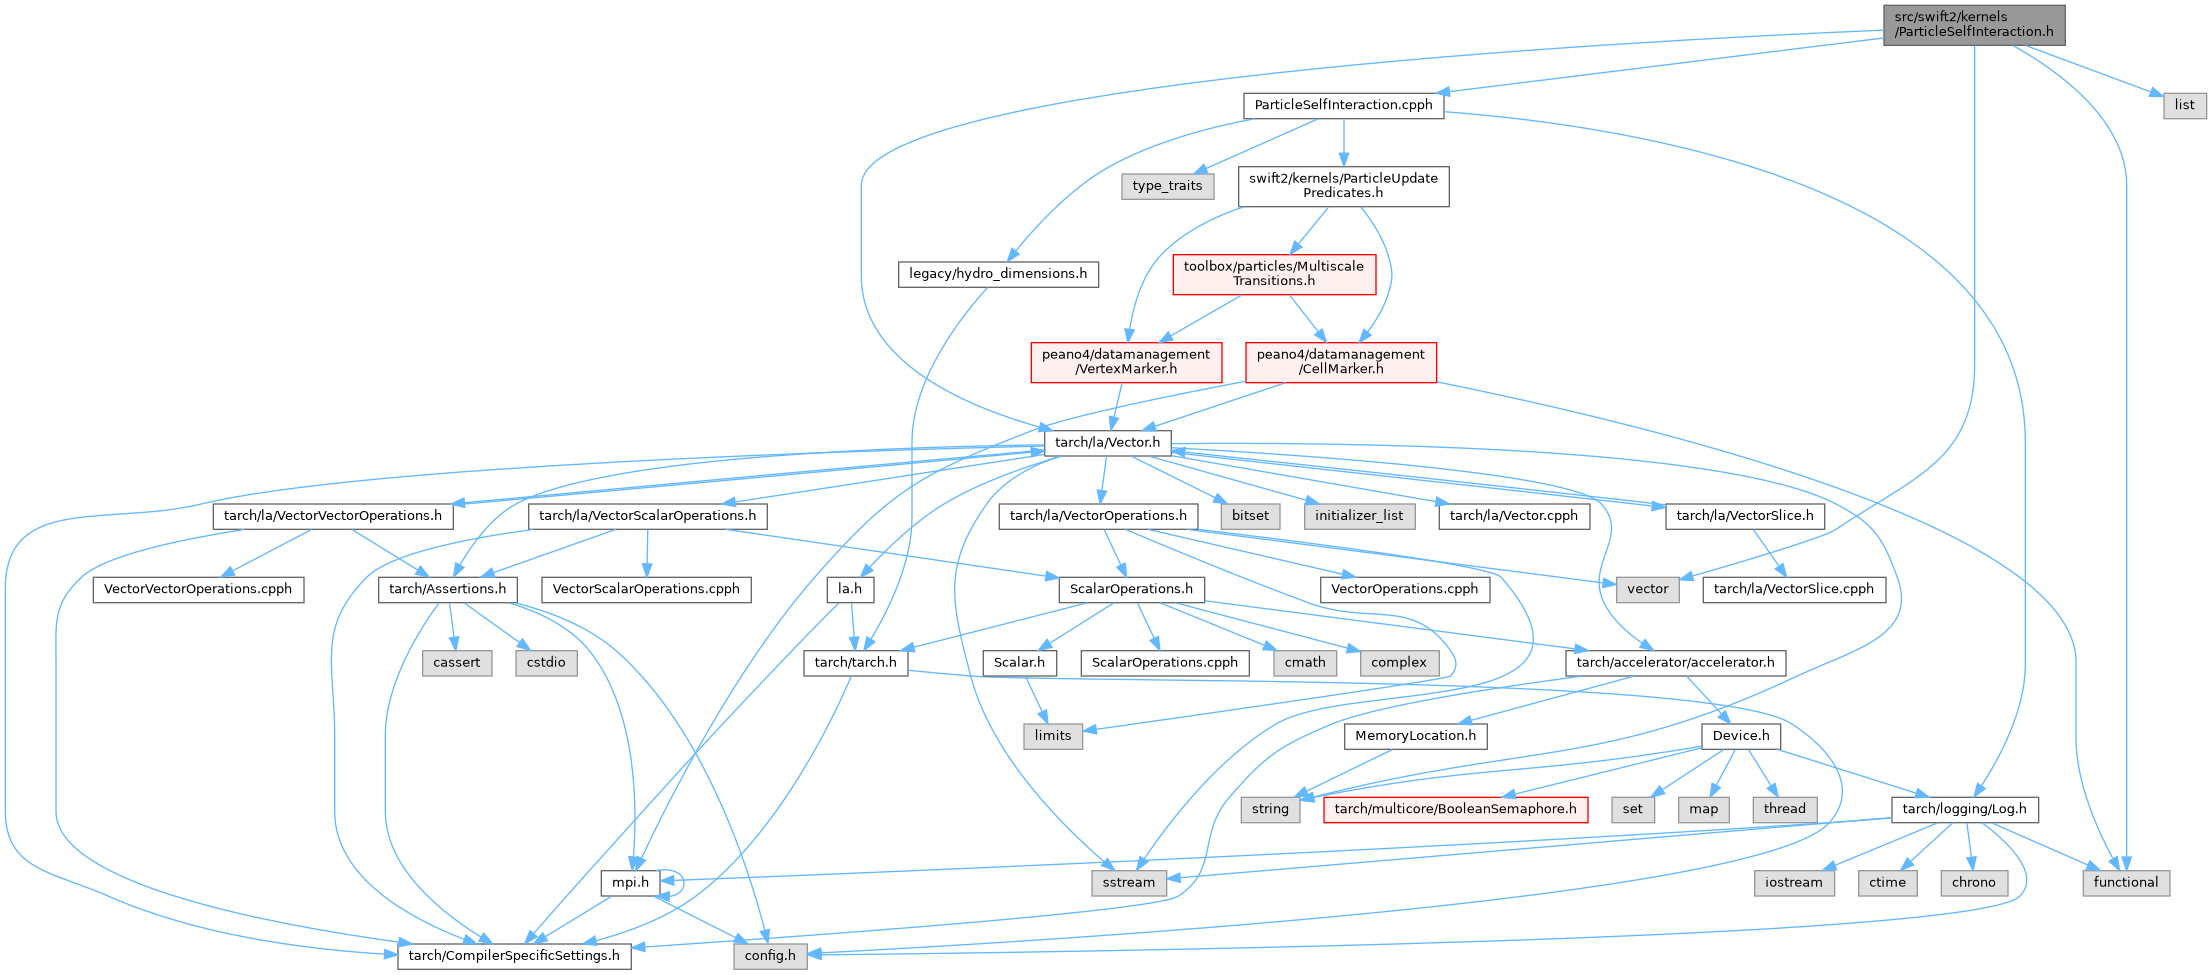 src/swift2/kernels
/ParticleSelfInteraction.h
ParticleSelfInteraction.cpph
list
type_traits
swift2/kernels/ParticleUpdate
Predicates.h
legacy/hydro_dimensions.h
toolbox/particles/Multiscale
Transitions.h
peano4/datamanagement
/VertexMarker.h
peano4/datamanagement
/CellMarker.h
tarch/la/Vector.h
tarch/la/VectorVectorOperations.h
tarch/la/VectorScalarOperations.h
tarch/la/VectorOperations.h
bitset
initializer_list
tarch/la/Vector.cpph
tarch/la/VectorSlice.h
VectorVectorOperations.cpph
tarch/Assertions.h
VectorScalarOperations.cpph
la.h
ScalarOperations.h
VectorOperations.cpph
vector
tarch/la/VectorSlice.cpph
cassert
cstdio
tarch/tarch.h
Scalar.h
ScalarOperations.cpph
cmath
complex
tarch/accelerator/accelerator.h
limits
MemoryLocation.h
Device.h
string
tarch/multicore/BooleanSemaphore.h
set
map
thread
tarch/logging/Log.h
mpi.h
sstream
iostream
ctime
chrono
functional
tarch/CompilerSpecificSettings.h
config.h